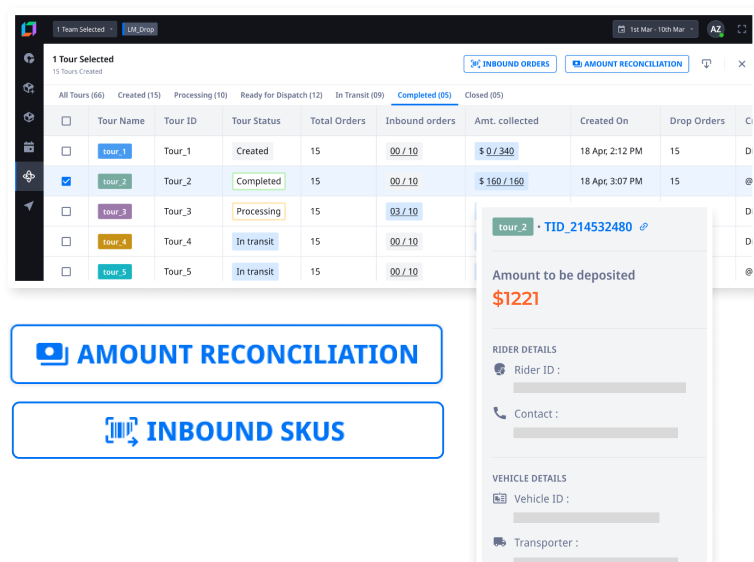 1 Team Selected
LM_Drop
1st Mar - 10th Mar
AZ
1 Tour Selected
15 Tours Created
INBOUND ORDERS
AMOUNT RECONCILIATION
All Tours (66) Created (15) Processing (10) Ready for Dispatch (12) In Transit (09) Completed (05) Closed (05)
Tour Name Tour ID Tour Status Total Orders Inbound orders Amt. collected Created On Drop Orders
tour_1 Tour_1 Created 15 00 / 10 $ 0 / 340 18 Apr, 2:12 PM 15
tour_2 Tour_2 Completed 15 00 / 10 $ 160 / 160 18 Apr, 3:07 PM 15 @
tour_3 Tour_3 Processing 15 03 / 10
tour_4 Tour_4 In transit 15 00 / 10
tour_5 Tour_5 In transit 15 00 / 10 @
tour_2 · TID_214532480
Amount to be deposited
$1221
RIDER DETAILS
Rider ID :
Contact :
VEHICLE DETAILS
Vehicle ID :
Transporter :
AMOUNT RECONCILIATION
INBOUND SKUS